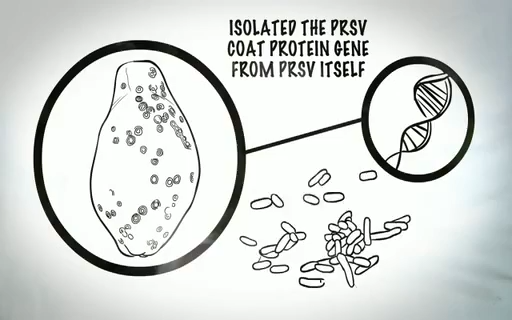 ISOLATED THE PRSV
COAT PROTEIN GENE
FROM PRSV ITSELF